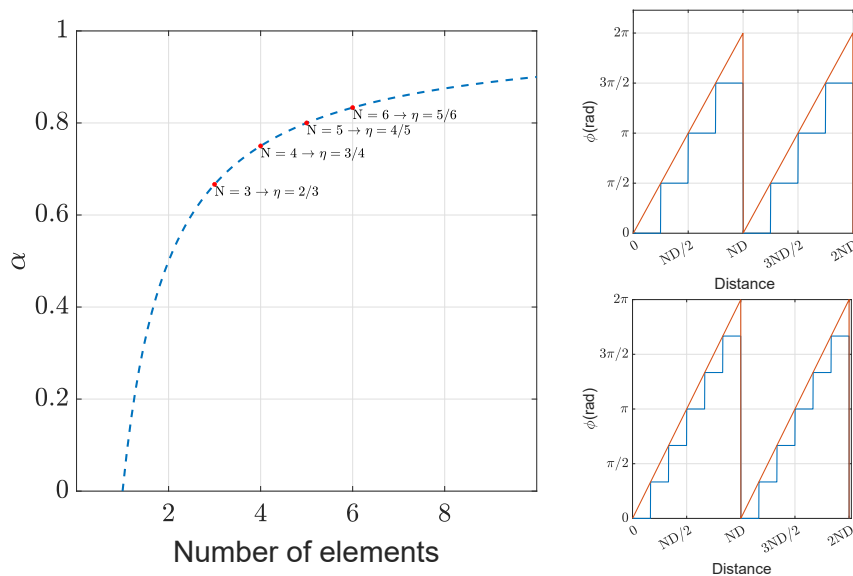 1
0.8
0.6
0.4
0.2
0
α
N = 6 → η = 5/6
N = 5 → η = 4/5
N = 4 → η = 3/4
N = 3 → η = 2/3
2
4
6
8
Number of elements
2π
3π/2
π
π/2
0
ϕ(rad)
0
ND/2
ND
3ND/2
2ND
Distance
2π
3π/2
π
π/2
0
ϕ(rad)
0
ND/2
ND
3ND/2
2ND
Distance